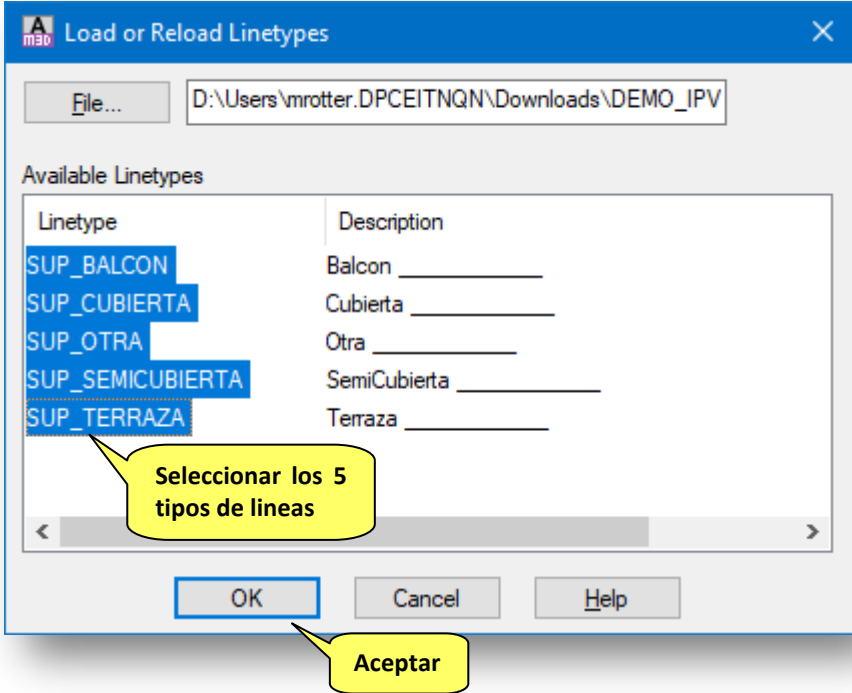 A
M3D
Load or Reload Linetypes
File...
D:\Users\mrotter.DPCEITNQN\Downloads\DEMO_IPV
Available Linetypes
Linetype Description
SUP_BALCON Balcon ____________
SUP_CUBIERTA Cubierta ____________
SUP_OTRA Otra ____________
SUP_SEMICUBIERTA SemiCubierta ____________
SUP_TERRAZA Terraza ____________
Seleccionar los 5
tipos de lineas
OK Cancel Help
Aceptar